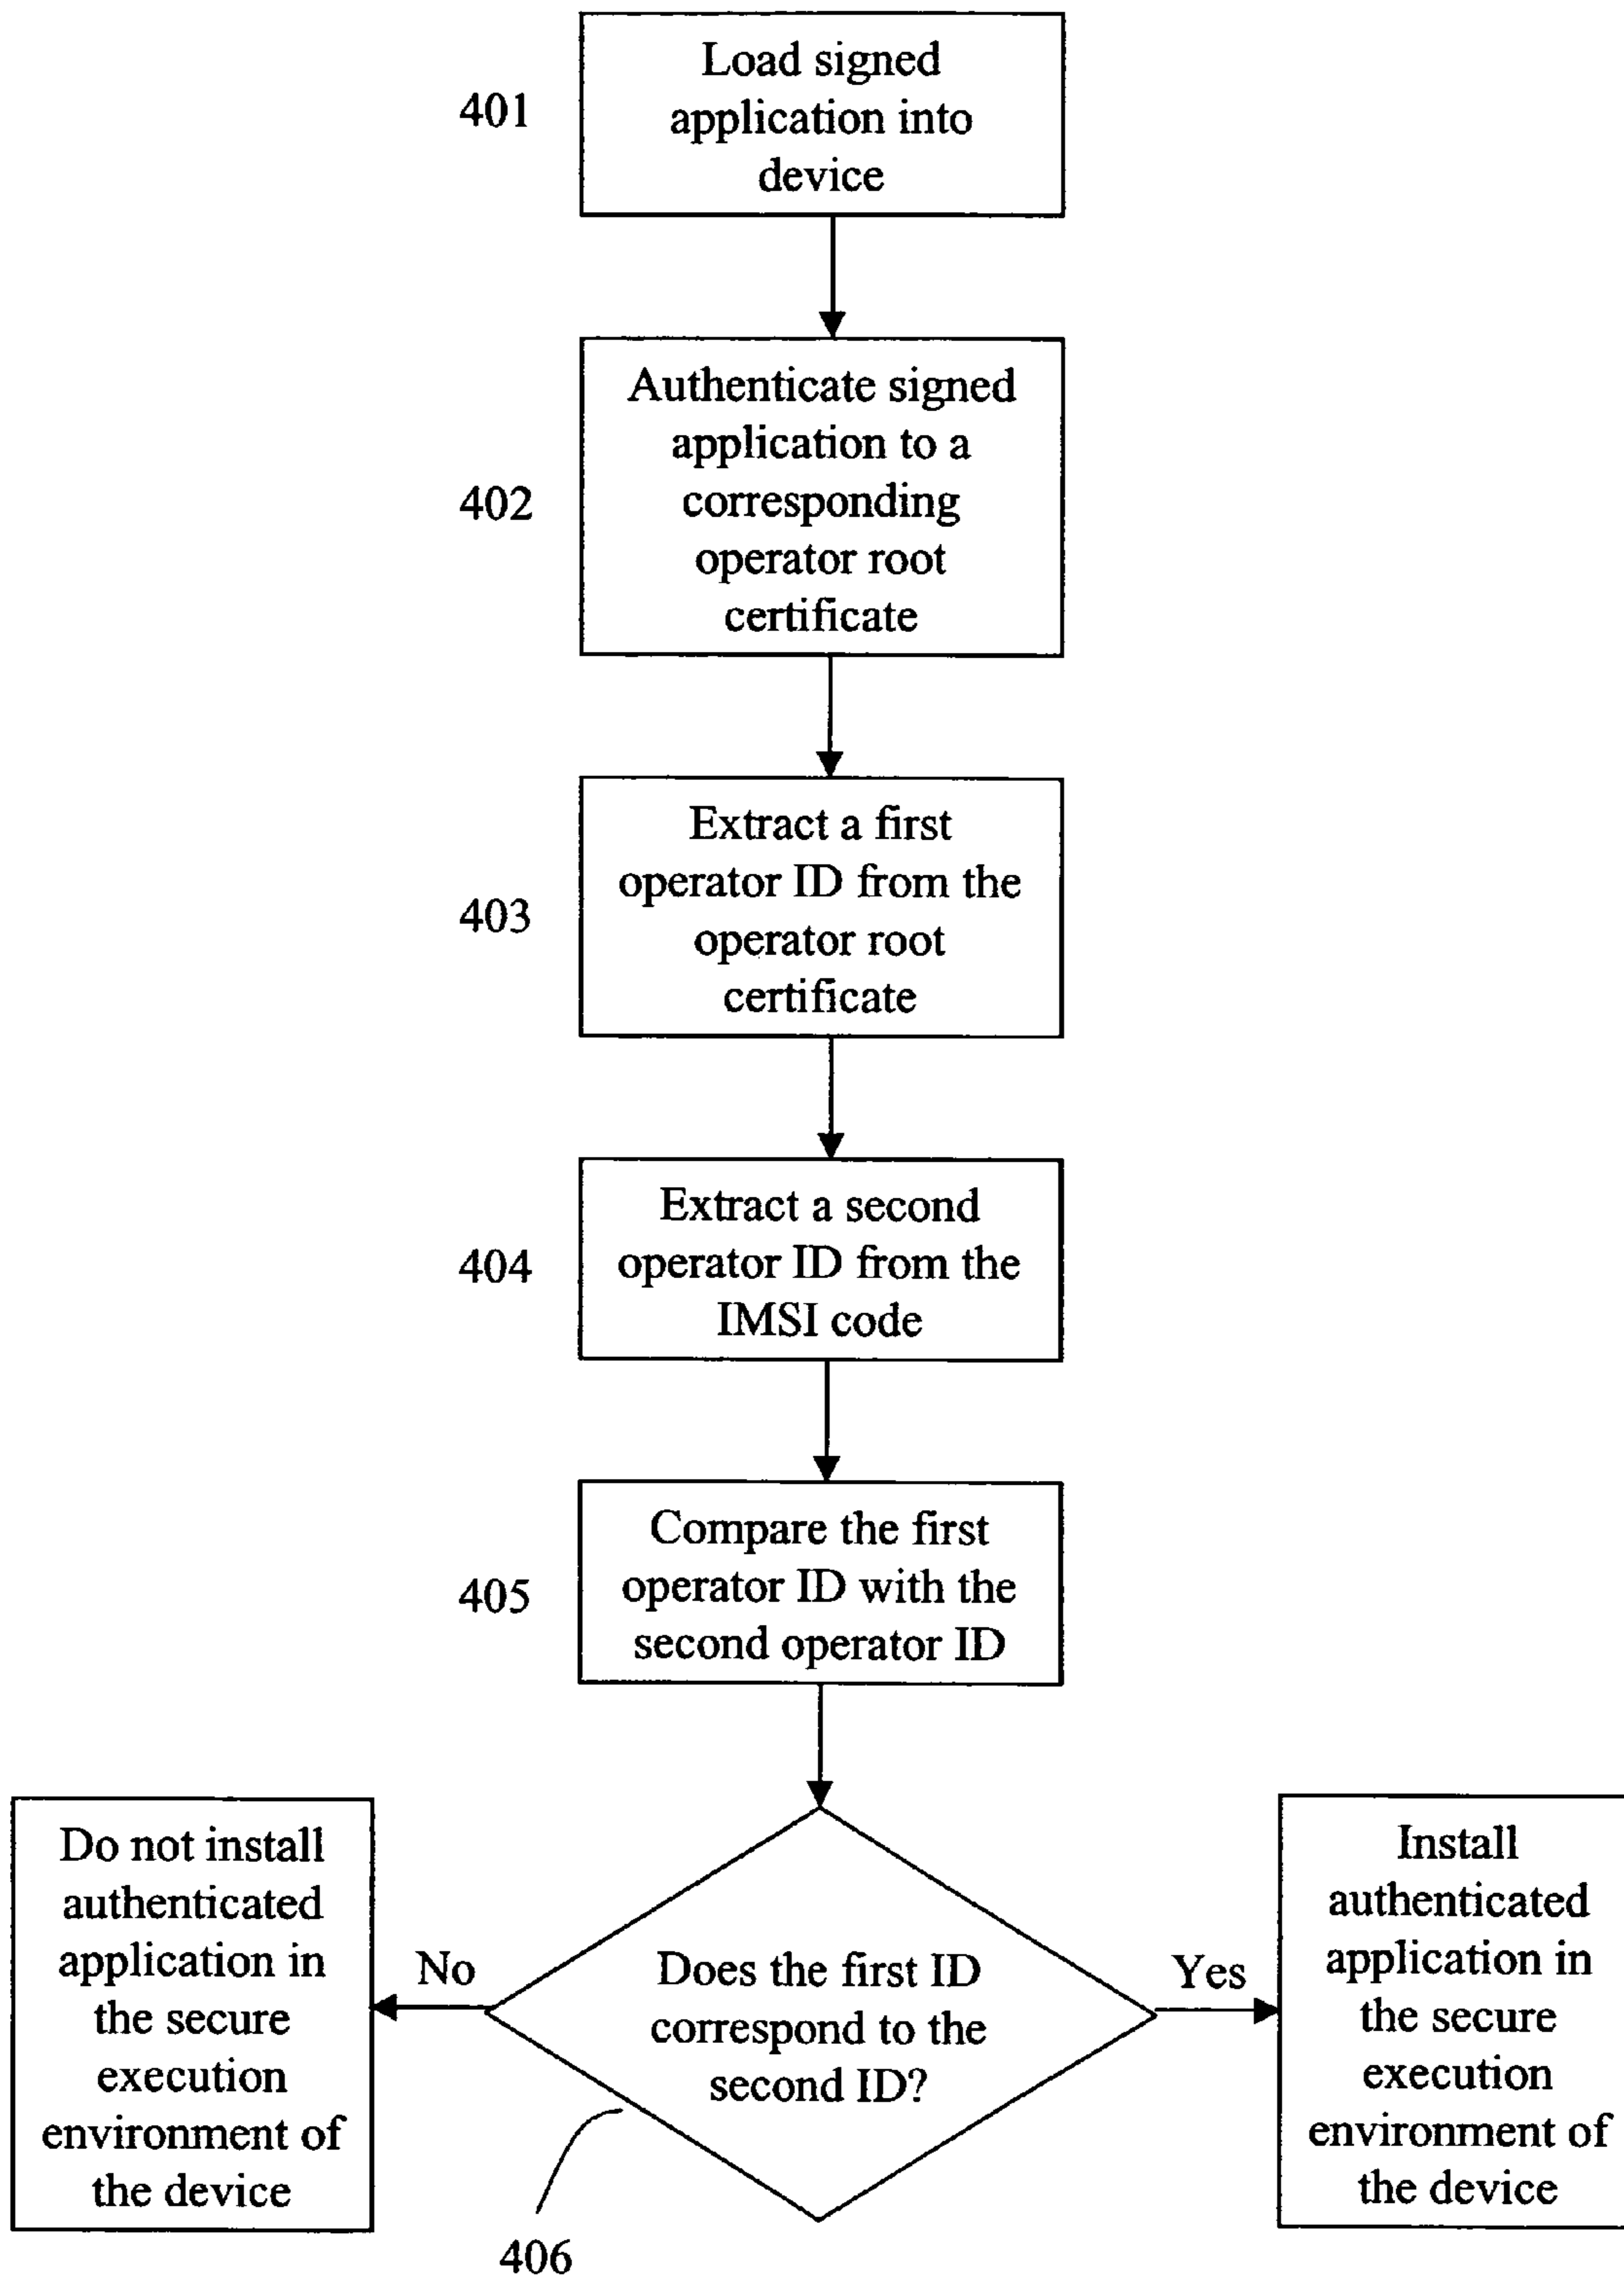 Load signed
application into
device
401
Authenticate signed
application to a
corresponding
operator root
certificate
402
Extract a first
operator ID from the
operator root
certificate
403
Extract a second
operator ID from the
IMSI code
404
Compare the first
operator ID with the
second operator ID
405
Do not install
authenticated
application in
the secure
execution
environment of
the device
No
Does the first ID
correspond to the
second ID?
Yes
Install
authenticated
application in
the secure
execution
environment of
the device
406